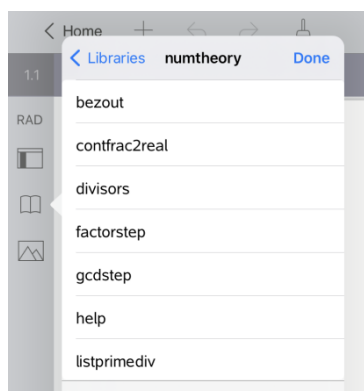 Home
Libraries numtheory Done
1.1
bezout
RAD
contfrac2real
divisors
factorstep
gcdstep
help
listprimediv